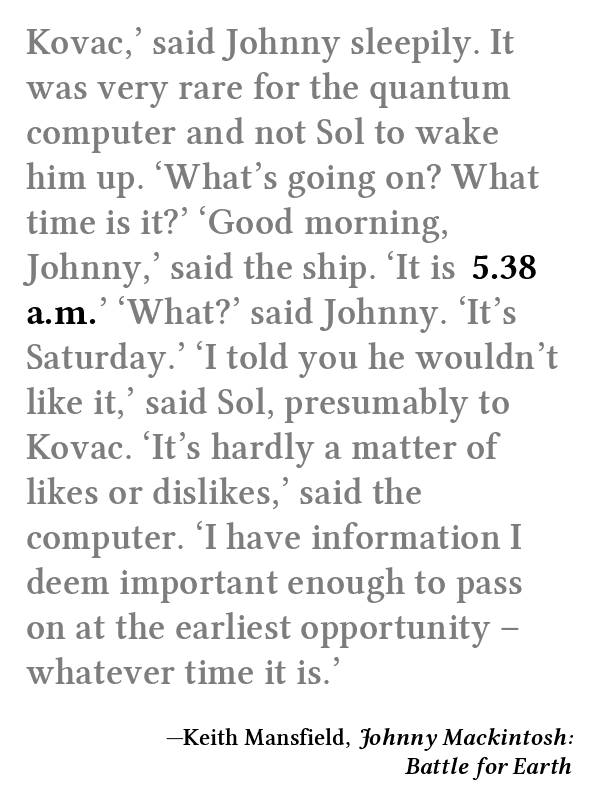 Kovac,’ said Johnny sleepily. It
was very rare for the quantum
computer and not Sol to wake
him up. ‘What’s going on? What
time is it?’ ‘Good morning,
Johnny,’ said the ship. ‘It is 5.38
a.m.’ ‘What?’ said Johnny. ‘It’s
Saturday.’ ‘I told you he wouldn’t
like it,’ said Sol, presumably to
Kovac. ‘It’s hardly a matter of
likes or dislikes,’ said the
computer. ‘I have information I
deem important enough to pass
on at the earliest opportunity –
whatever time it is.’
—Keith Mansfield, Johnny Mackintosh:
Battle for Earth